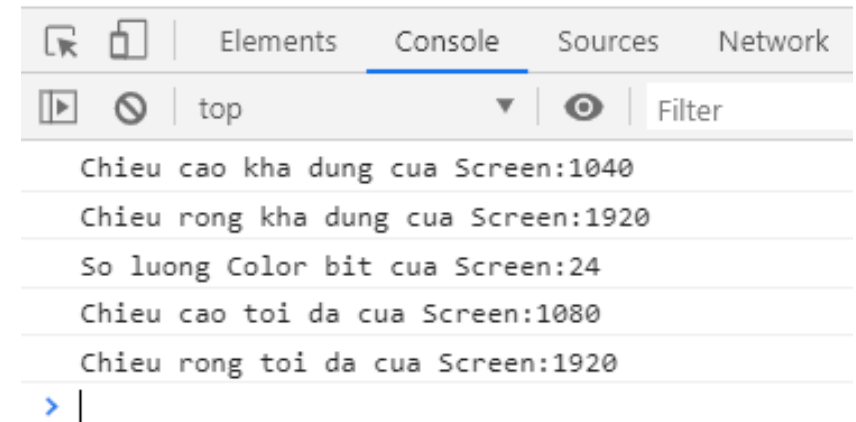 Elements Console Sources Network
top Filter
Chieu cao kha dung cua Screen:1040
Chieu rong kha dung cua Screen:1920
So luong Color bit cua Screen:24
Chieu cao toi da cua Screen:1080
Chieu rong toi da cua Screen:1920